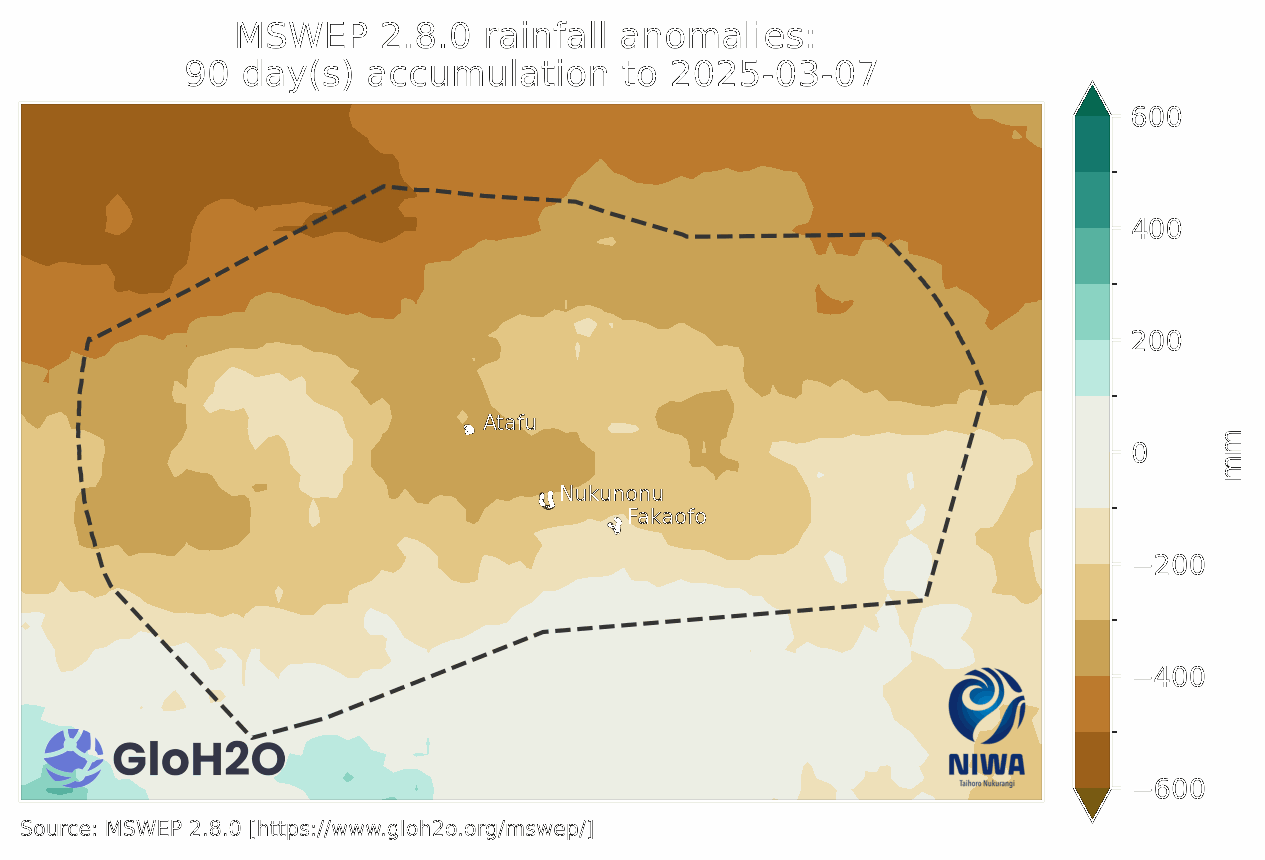 MSWEP 2.8.0 rainfall anomalies:
90 day(s) accumulation to 2025-03-07
600
400
200
0
−200
−400
−600
mm
Atafu
Nukunonu
Fakaofo
GloH2O
NIWA
Taihoro Nukurangi
Source: MSWEP 2.8.0 [https://www.gloh2o.org/mswep/]